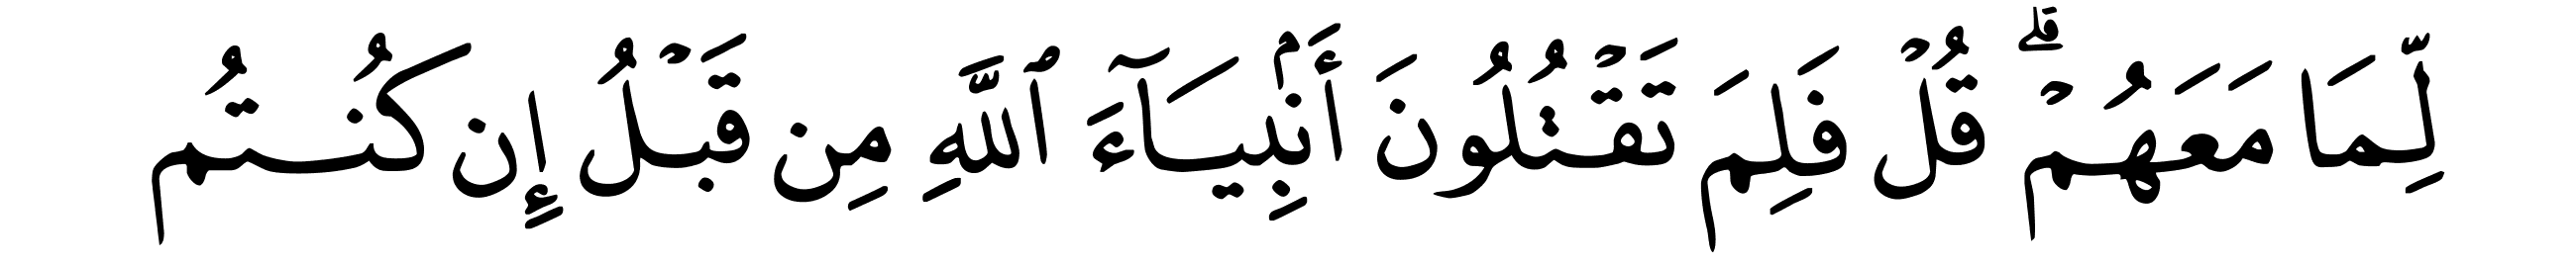 لِّمَا مَعَهُمۡۗ قُلۡ فَلِمَ تَقۡتُلُونَ أَنۢبِيَآءَ ٱللَّهِ مِن قَبۡلُ إِن كُنتُم